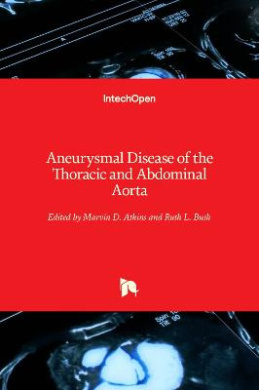 IntechOpen
Aneurysmal Disease of the
Thoracic and Abdominal
Aorta
Edited by Marvin D. Atkins and Ruth L. Bush